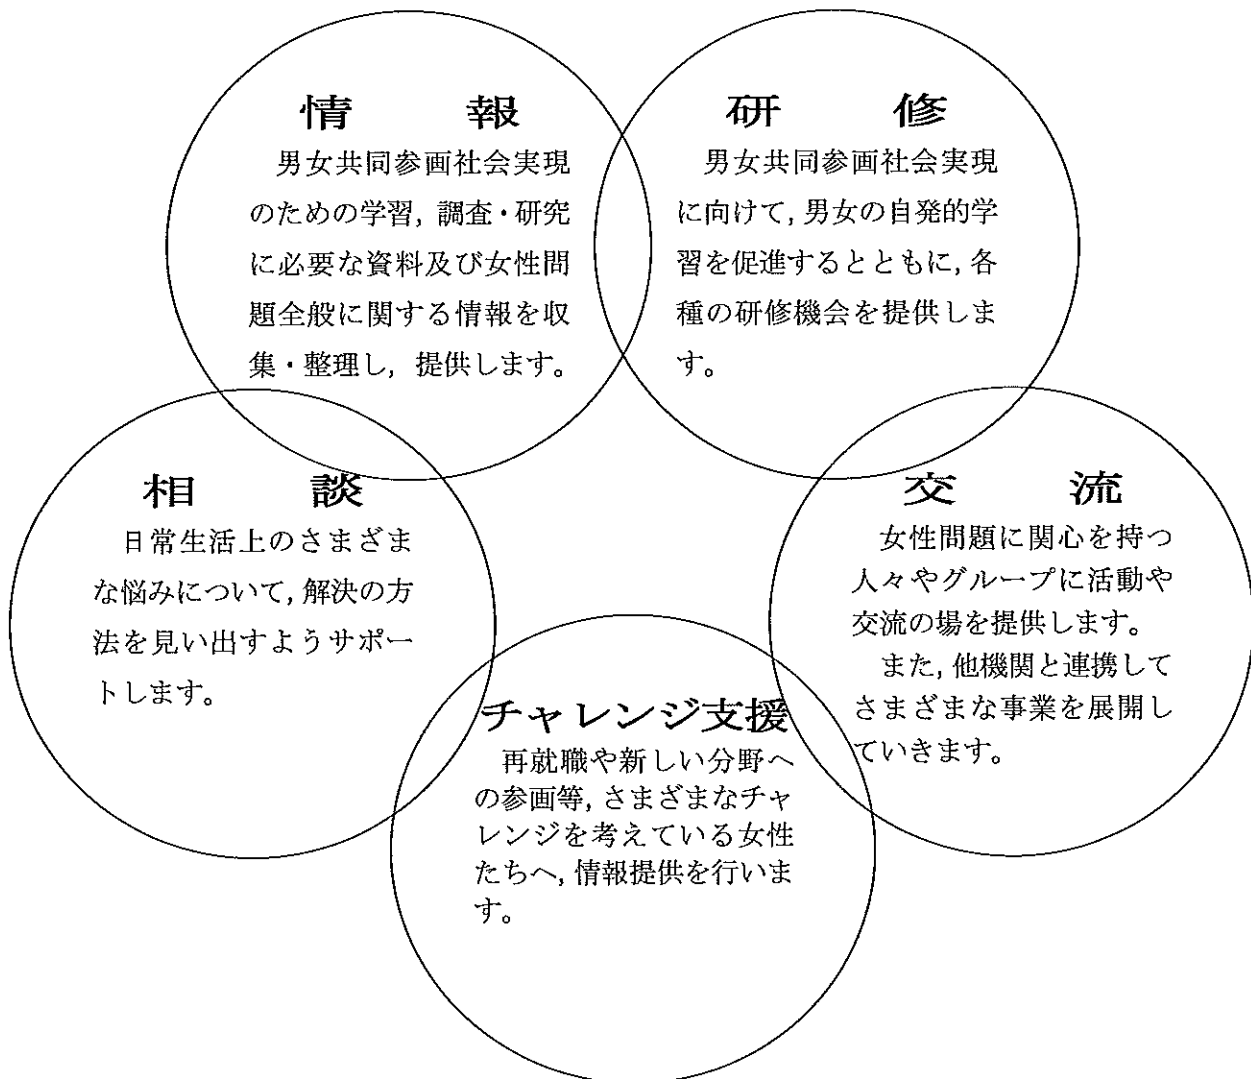 情　報
男女共同参画社会実現
のための学習, 調査・研究
に必要な資料及び女性問
題全般に関する情報を収
集・整理し, 提供します。
研　修
男女共同参画社会実現
に向けて, 男女の自発的学
習を促進するとともに, 各
種の研修機会を提供しま
す。
相　談
日常生活上のさまざま
な悩みについて, 解決の方
法を見い出すようサポー
トします。
交　流
女性問題に関心を持つ
人々やグループに活動や
交流の場を提供します。
また, 他機関と連携して
さまざまな事業を展開し
ていきます。
チャレンジ支援
再就職や新しい分野へ
の参画等, さまざまなチャ
レンジを考えている女性
たちへ, 情報提供を行いま
す。